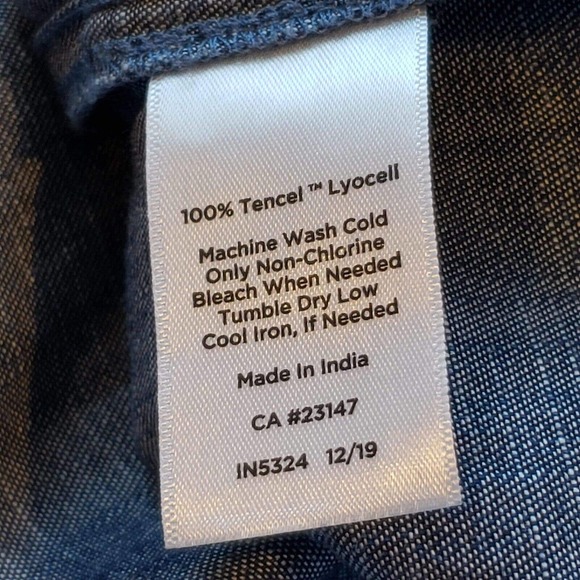 100% Tencel ™ Lyocell
Machine Wash Cold
Only Non-Chlorine
Bleach When Needed
Tumble Dry Low
Cool Iron, If Needed
Made In India
CA #23147
IN5324 12/19